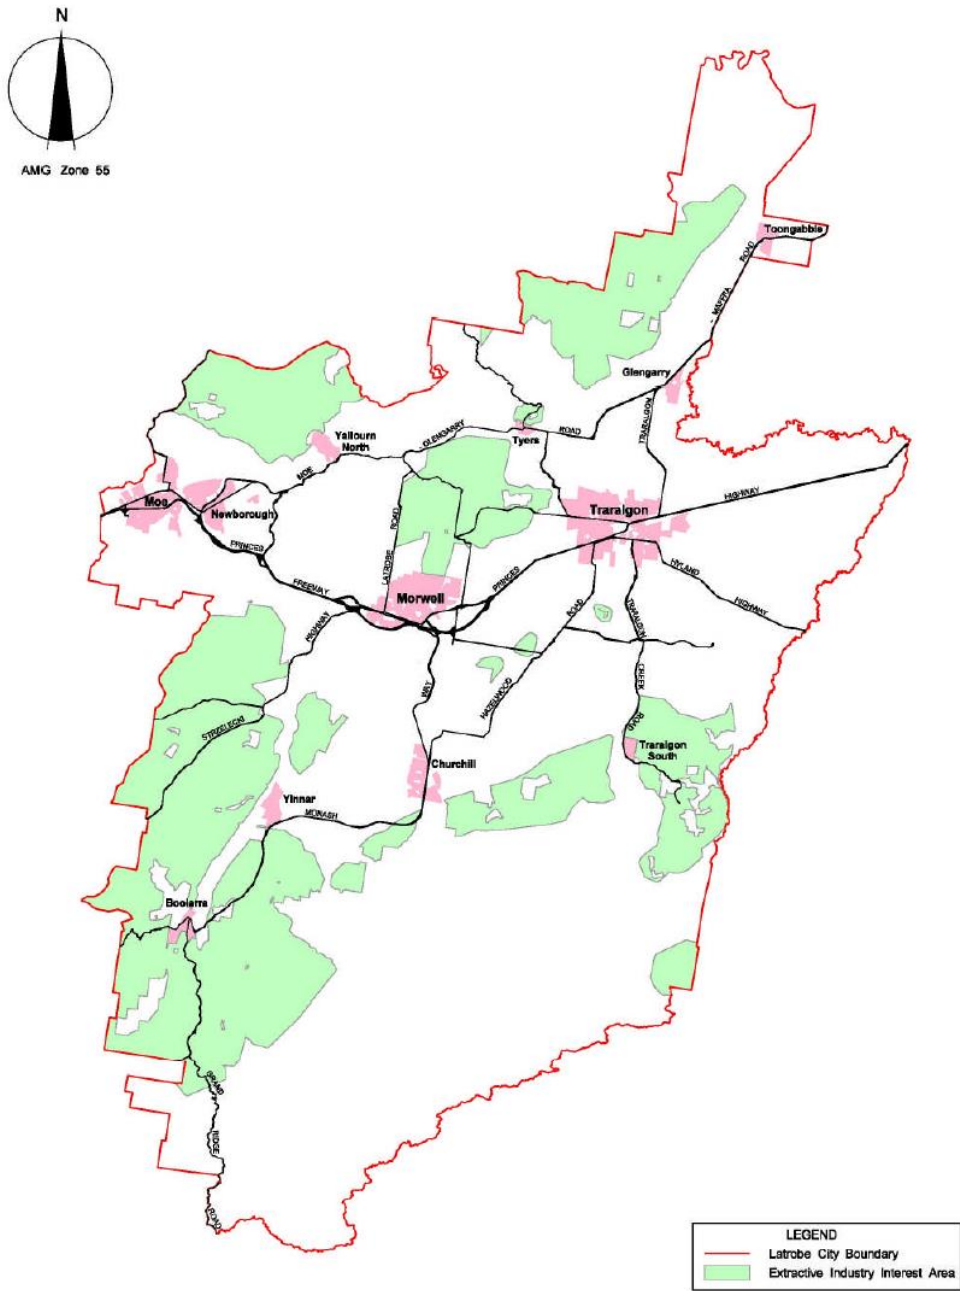 N
AMG Zone 55
Toongabbie
ROAD
MAFFRA
Glengarry
TRARALGON
Yallourn
North
GLENGARRY
ROAD
Tyers
MOE
Moe
Newborough
HIGHWAY
Traralgon
ROAD
LATROBE
PRINCES
FREEWAY
PRINCES
HYLAND
HIGHWAY
Morwell
HIGHWAY
ROAD
TRARALGON
CREEK
ROAD
WAY
HAZELWOOD
STRZELECKI
Traralgon
South
Churchill
Yinnar
MONASH
Boolarra
GRAND
RIDGE
ROAD
LEGEND
Latrobe City Boundary
Extractive Industry Interest Area